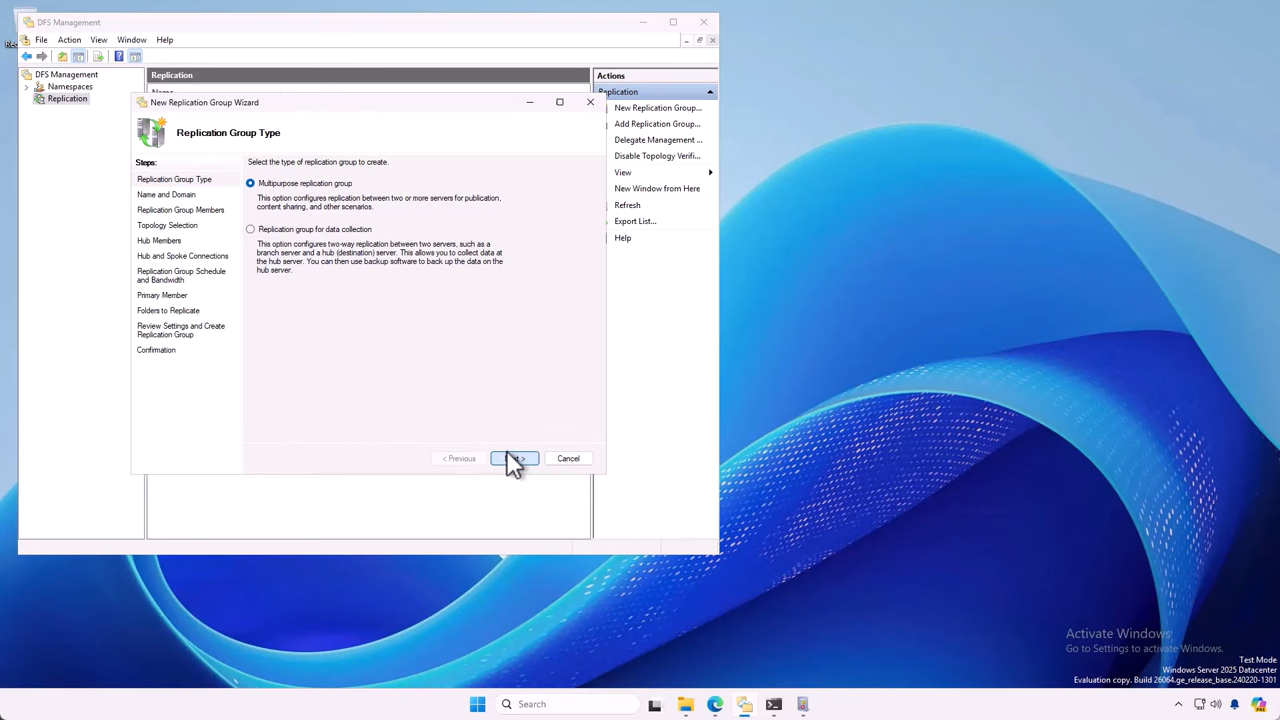 DFS Management
File Action View Window Help
DFS Management
Namespaces
Replication
Replication
Name
Actions
Replication
New Replication Group...
Add Replication Group...
Delegate Management ...
Disable Topology Verifi...
View
New Window from Here
Refresh
Export List...
Help
New Replication Group Wizard
Replication Group Type
Steps:
Replication Group Type
Name and Domain
Replication Group Members
Topology Selection
Hub Members
Hub and Spoke Connections
Replication Group Schedule
and Bandwidth
Primary Member
Folders to Replicate
Review Settings and Create
Replication Group
Confirmation
Select the type of replication group to create.
Multipurpose replication group
This option configures replication between two or more servers for publication,
content sharing, and other scenarios.
Replication group for data collection
This option configures two-way replication between two servers, such as a
branch server and a hub (destination) server. This allows you to collect data at
the hub server. You can then use backup software to back up the data on the
hub server.
< Previous
Cancel
Activate Windows
Go to Settings to activate Windows.
Test Mode
Windows Server 2025 Datacenter
Evaluation copy. Build 26064.ge_release_base.240220-1301
Search